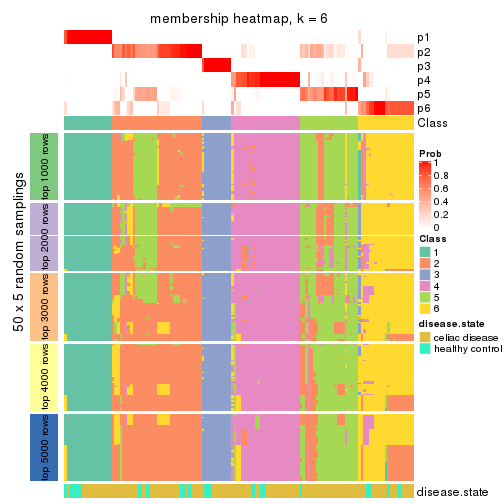 membership heatmap, k = 6
p1
p2
p3
p4
p5
p6
Class
50 x 5 random samplings
top 1000 rows
top 2000 rows
top 3000 rows
top 4000 rows
top 5000 rows
disease.state
Prob
1
0.8
0.6
0.4
0.2
0
Class
1
2
3
4
5
6
disease.state
celiac disease
healthy control